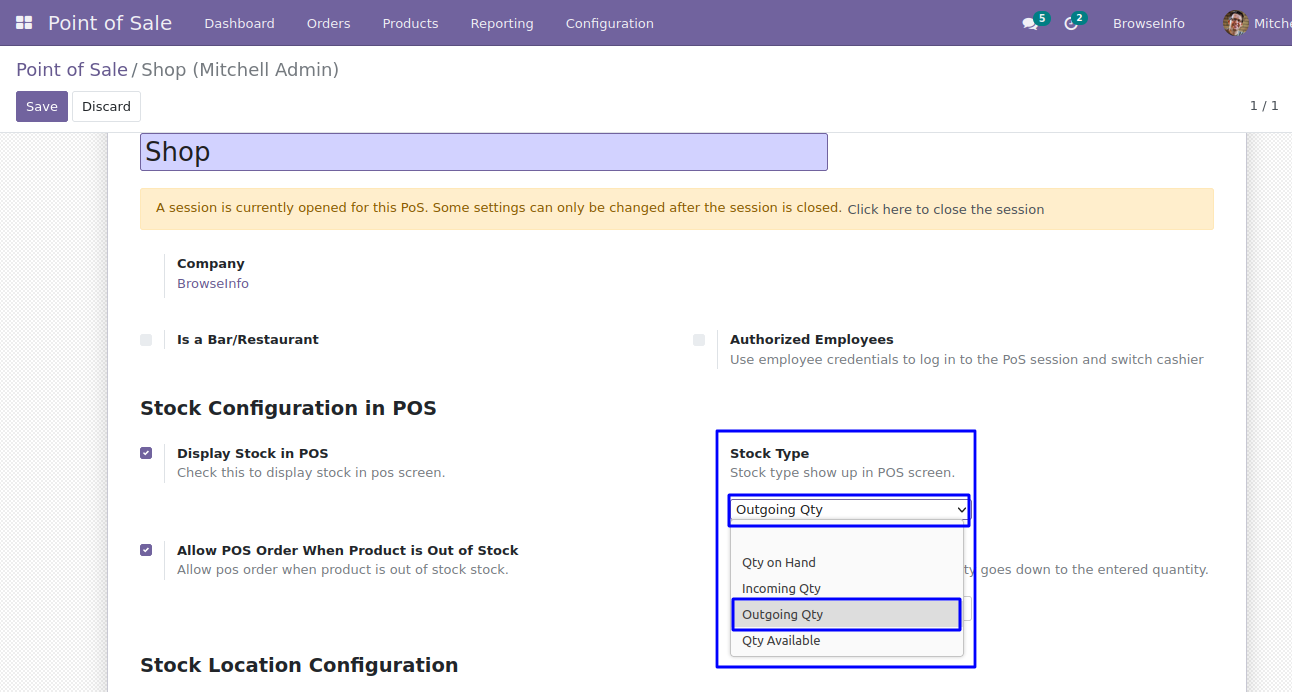 Point of Sale Dashboard Orders Products Reporting Configuration 5 2 BrowseInfo Mitche
Point of Sale / Shop (Mitchell Admin)
Save Discard 1 / 1
Shop
A session is currently opened for this PoS. Some settings can only be changed after the session is closed. Click here to close the session
Company
BrowseInfo
Is a Bar/Restaurant
Authorized Employees
Use employee credentials to log in to the PoS session and switch cashier
Stock Configuration in POS
Display Stock in POS
Check this to display stock in pos screen.
Stock Type
Stock type show up in POS screen.
Outgoing Qty
Allow POS Order When Product is Out of Stock
Allow pos order when product is out of stock stock.
ty goes down to the entered quantity.
Qty on Hand
Incoming Qty
Outgoing Qty
Qty Available
Stock Location Configuration